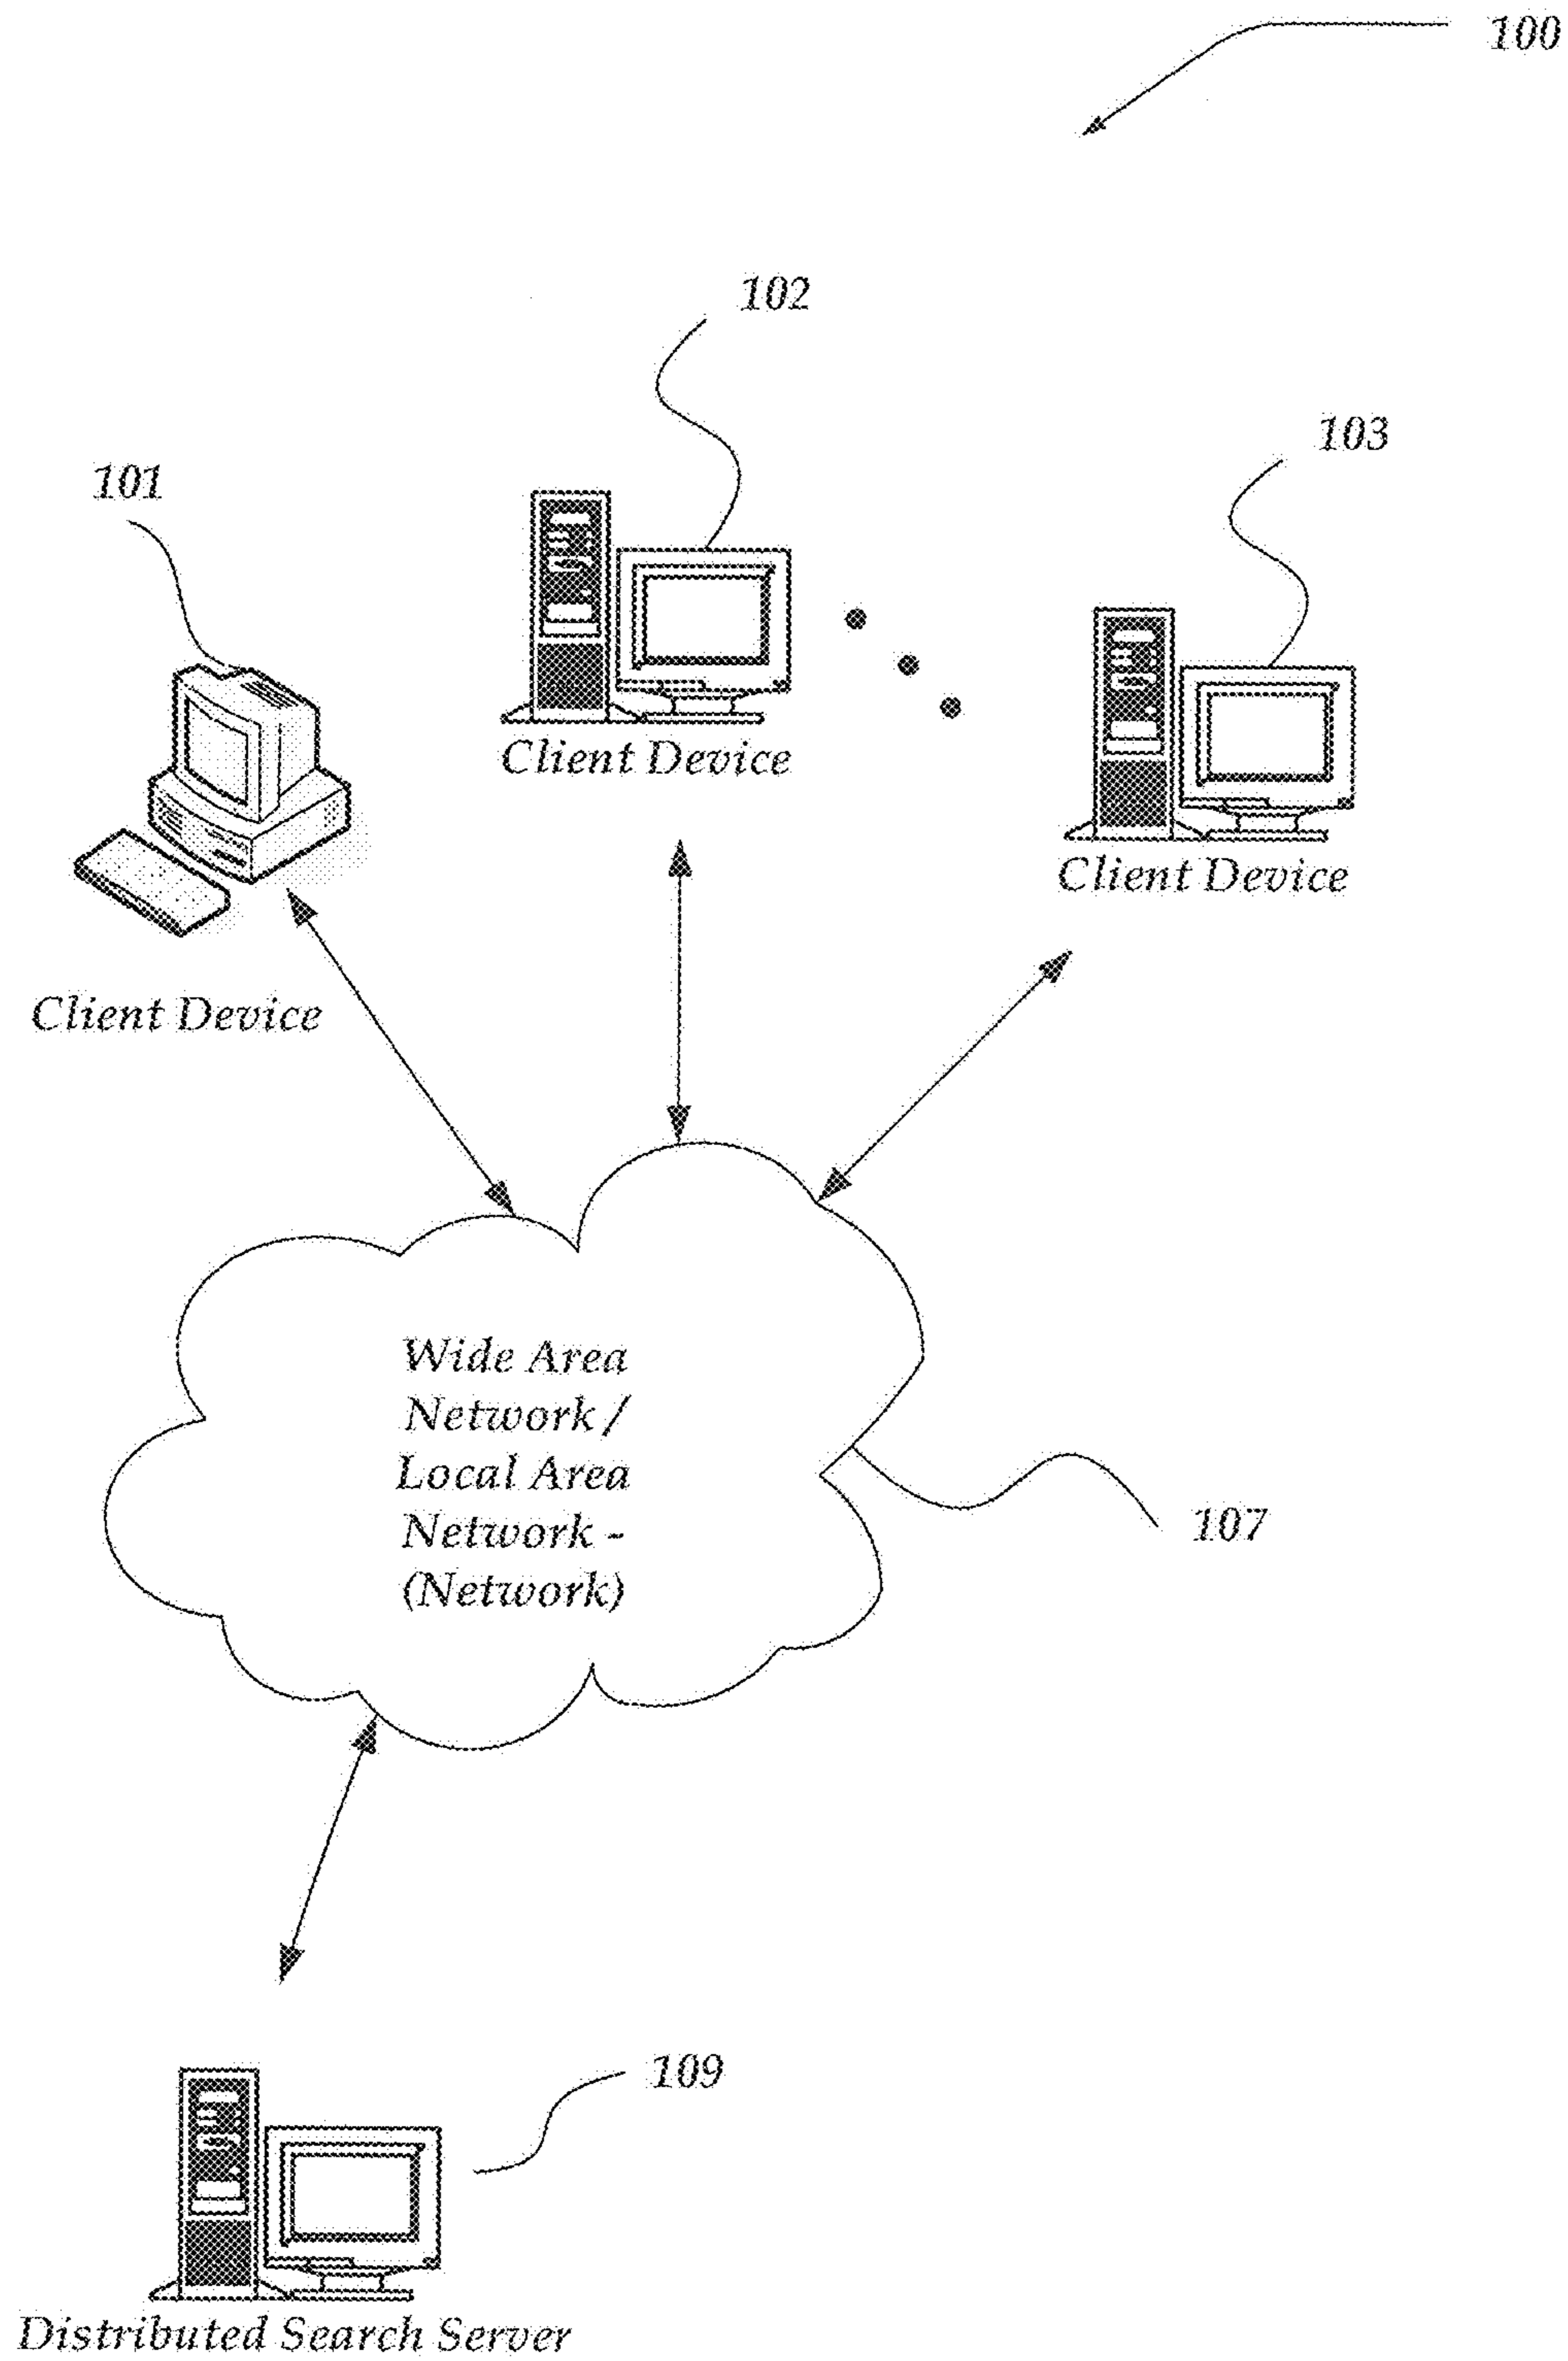 100
102
103
101
Client Device
Client Device
Client Device
Wide Area
Network /
Local Area
Network -
(Network)
107
109
Distributed Search Server